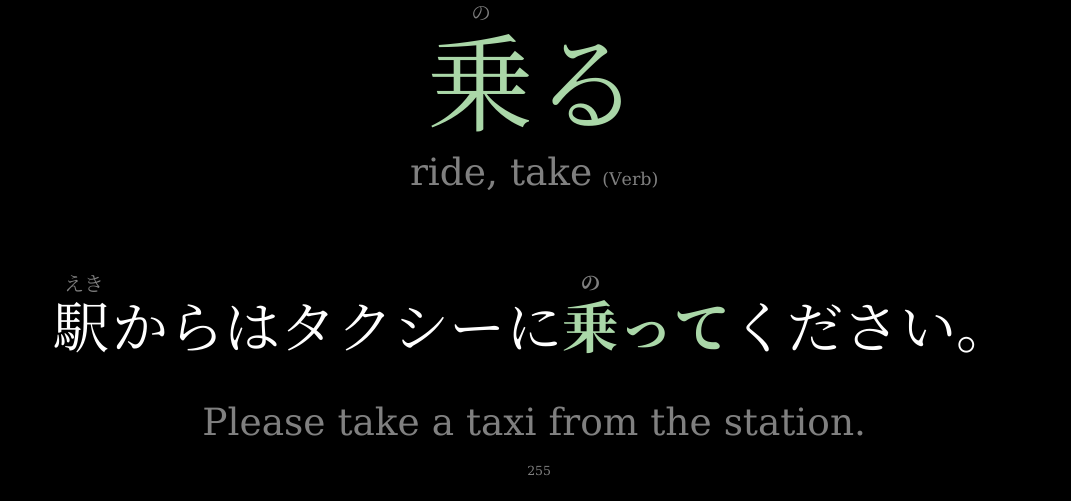 の
乗る
ride, take (Verb)
えき の
駅からはタクシーに乗ってください。
Please take a taxi from the station.
255